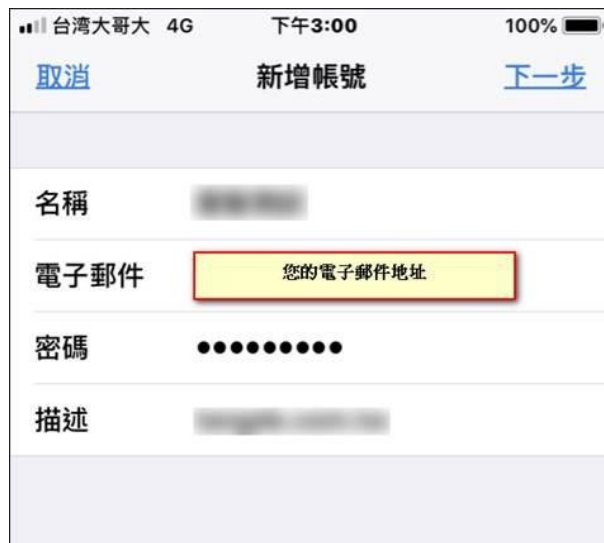 台湾大哥大 4G 下午3:00 100%
取消 新增帳號 下一步
名稱
電子郵件 您的電子郵件地址
密碼 ●●●●●●●●●
描述